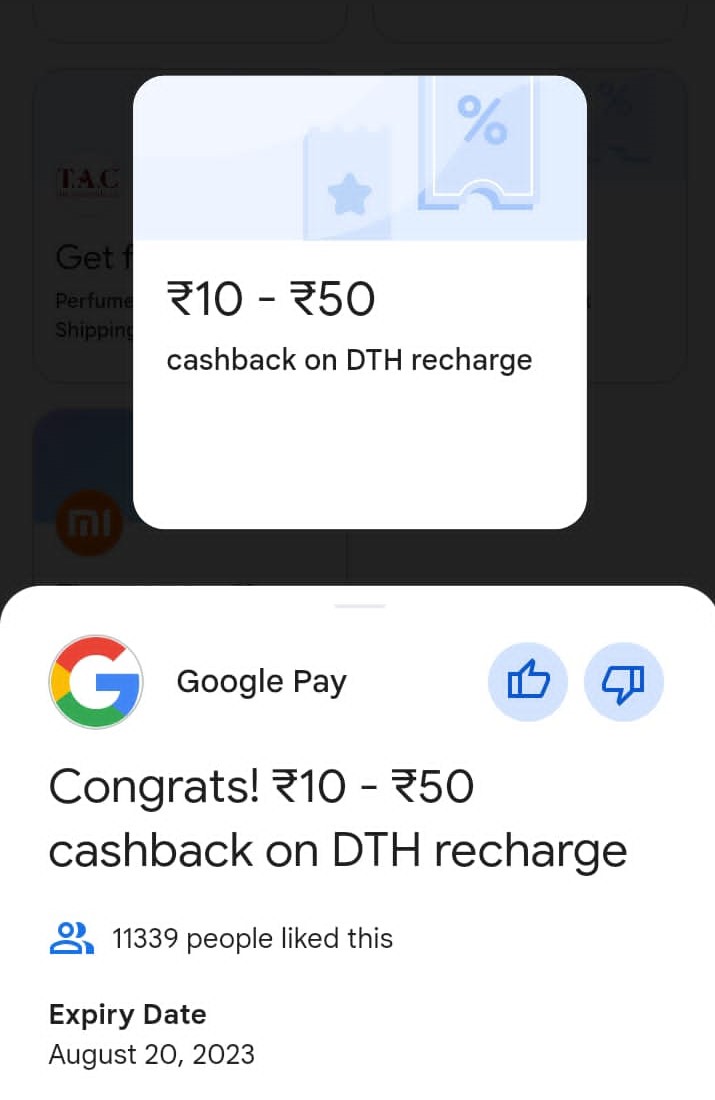 T.A.C
Get f
Perfume
Shipping
%
₹10 - ₹50
cashback on DTH recharge
mi
Google Pay
Congrats! ₹10 - ₹50
cashback on DTH recharge
11339 people liked this
Expiry Date
August 20, 2023